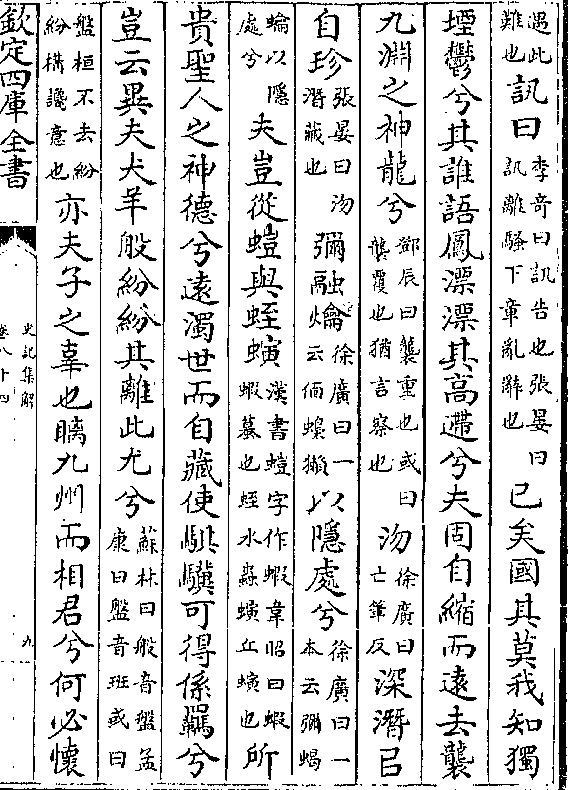 遇此難也訊曰李奇曰訊告也張晏曰訊離騷下章亂辭也已矣國其莫我知獨
堙鬱兮其誰語鳳漂漂其高遰兮夫固自縮而遠去襲
九淵之神龍兮鄧展曰襲重也或曰襲覆也猶言察也沕徐廣曰亡筆反深潛以
自珍張晏曰沕潛藏也彌融爚徐廣曰一云偭蟂獺以隱處兮徐廣曰一本云彌蝎
蜦以隱處兮夫豈從螘與蛭螾漢書螘字作蝦韋昭曰蝦蝦蟇也蛭水蟲螾丘螾也所
貴聖人之神德兮遠濁世而自藏使騏驥可得係羈兮
豈云異夫犬羊般紛紛其離此尤兮蘇林曰般音盤孟康曰盤音班或曰
盤桓不去紛紛構讒意也亦夫子之辜也瞝九州而相君兮何必懷
欽定四庫全書
史記集解
卷八十四
九